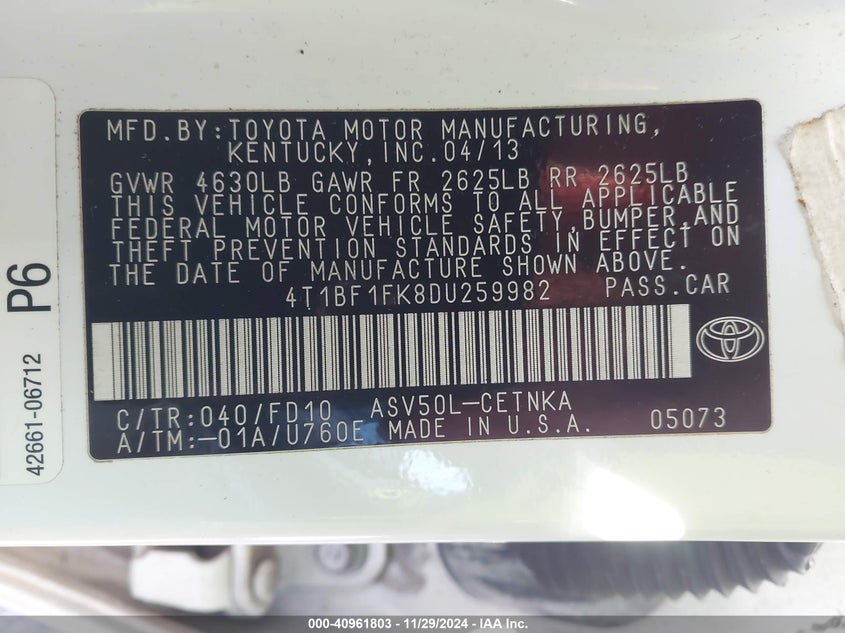 MFD.BY:TOYOTA MOTOR MANUFACTURING,
KENTUCKY,INC.04/13
GVWR 4630LB GAWR FR 2625LB RR 2625LB
THIS VEHICLE CONFORMS TO ALL APPLICABLE
FEDERAL MOTOR VEHICLE SAFETY,BUMPER,AND
THEFT PREVENTION STANDARDS IN EFFECT ON
THE DATE OF MANUFACTURE SHOWN ABOVE.
4T1BF1FK8DU259982 PASS.CAR
C/TR:040/FD10 ASV50L-CETNKA
A/TM:-01A/U760E MADE IN U.S.A. 05073
42661-06712 P6
000-40961803 - 11/29/2024 - IAA Inc.